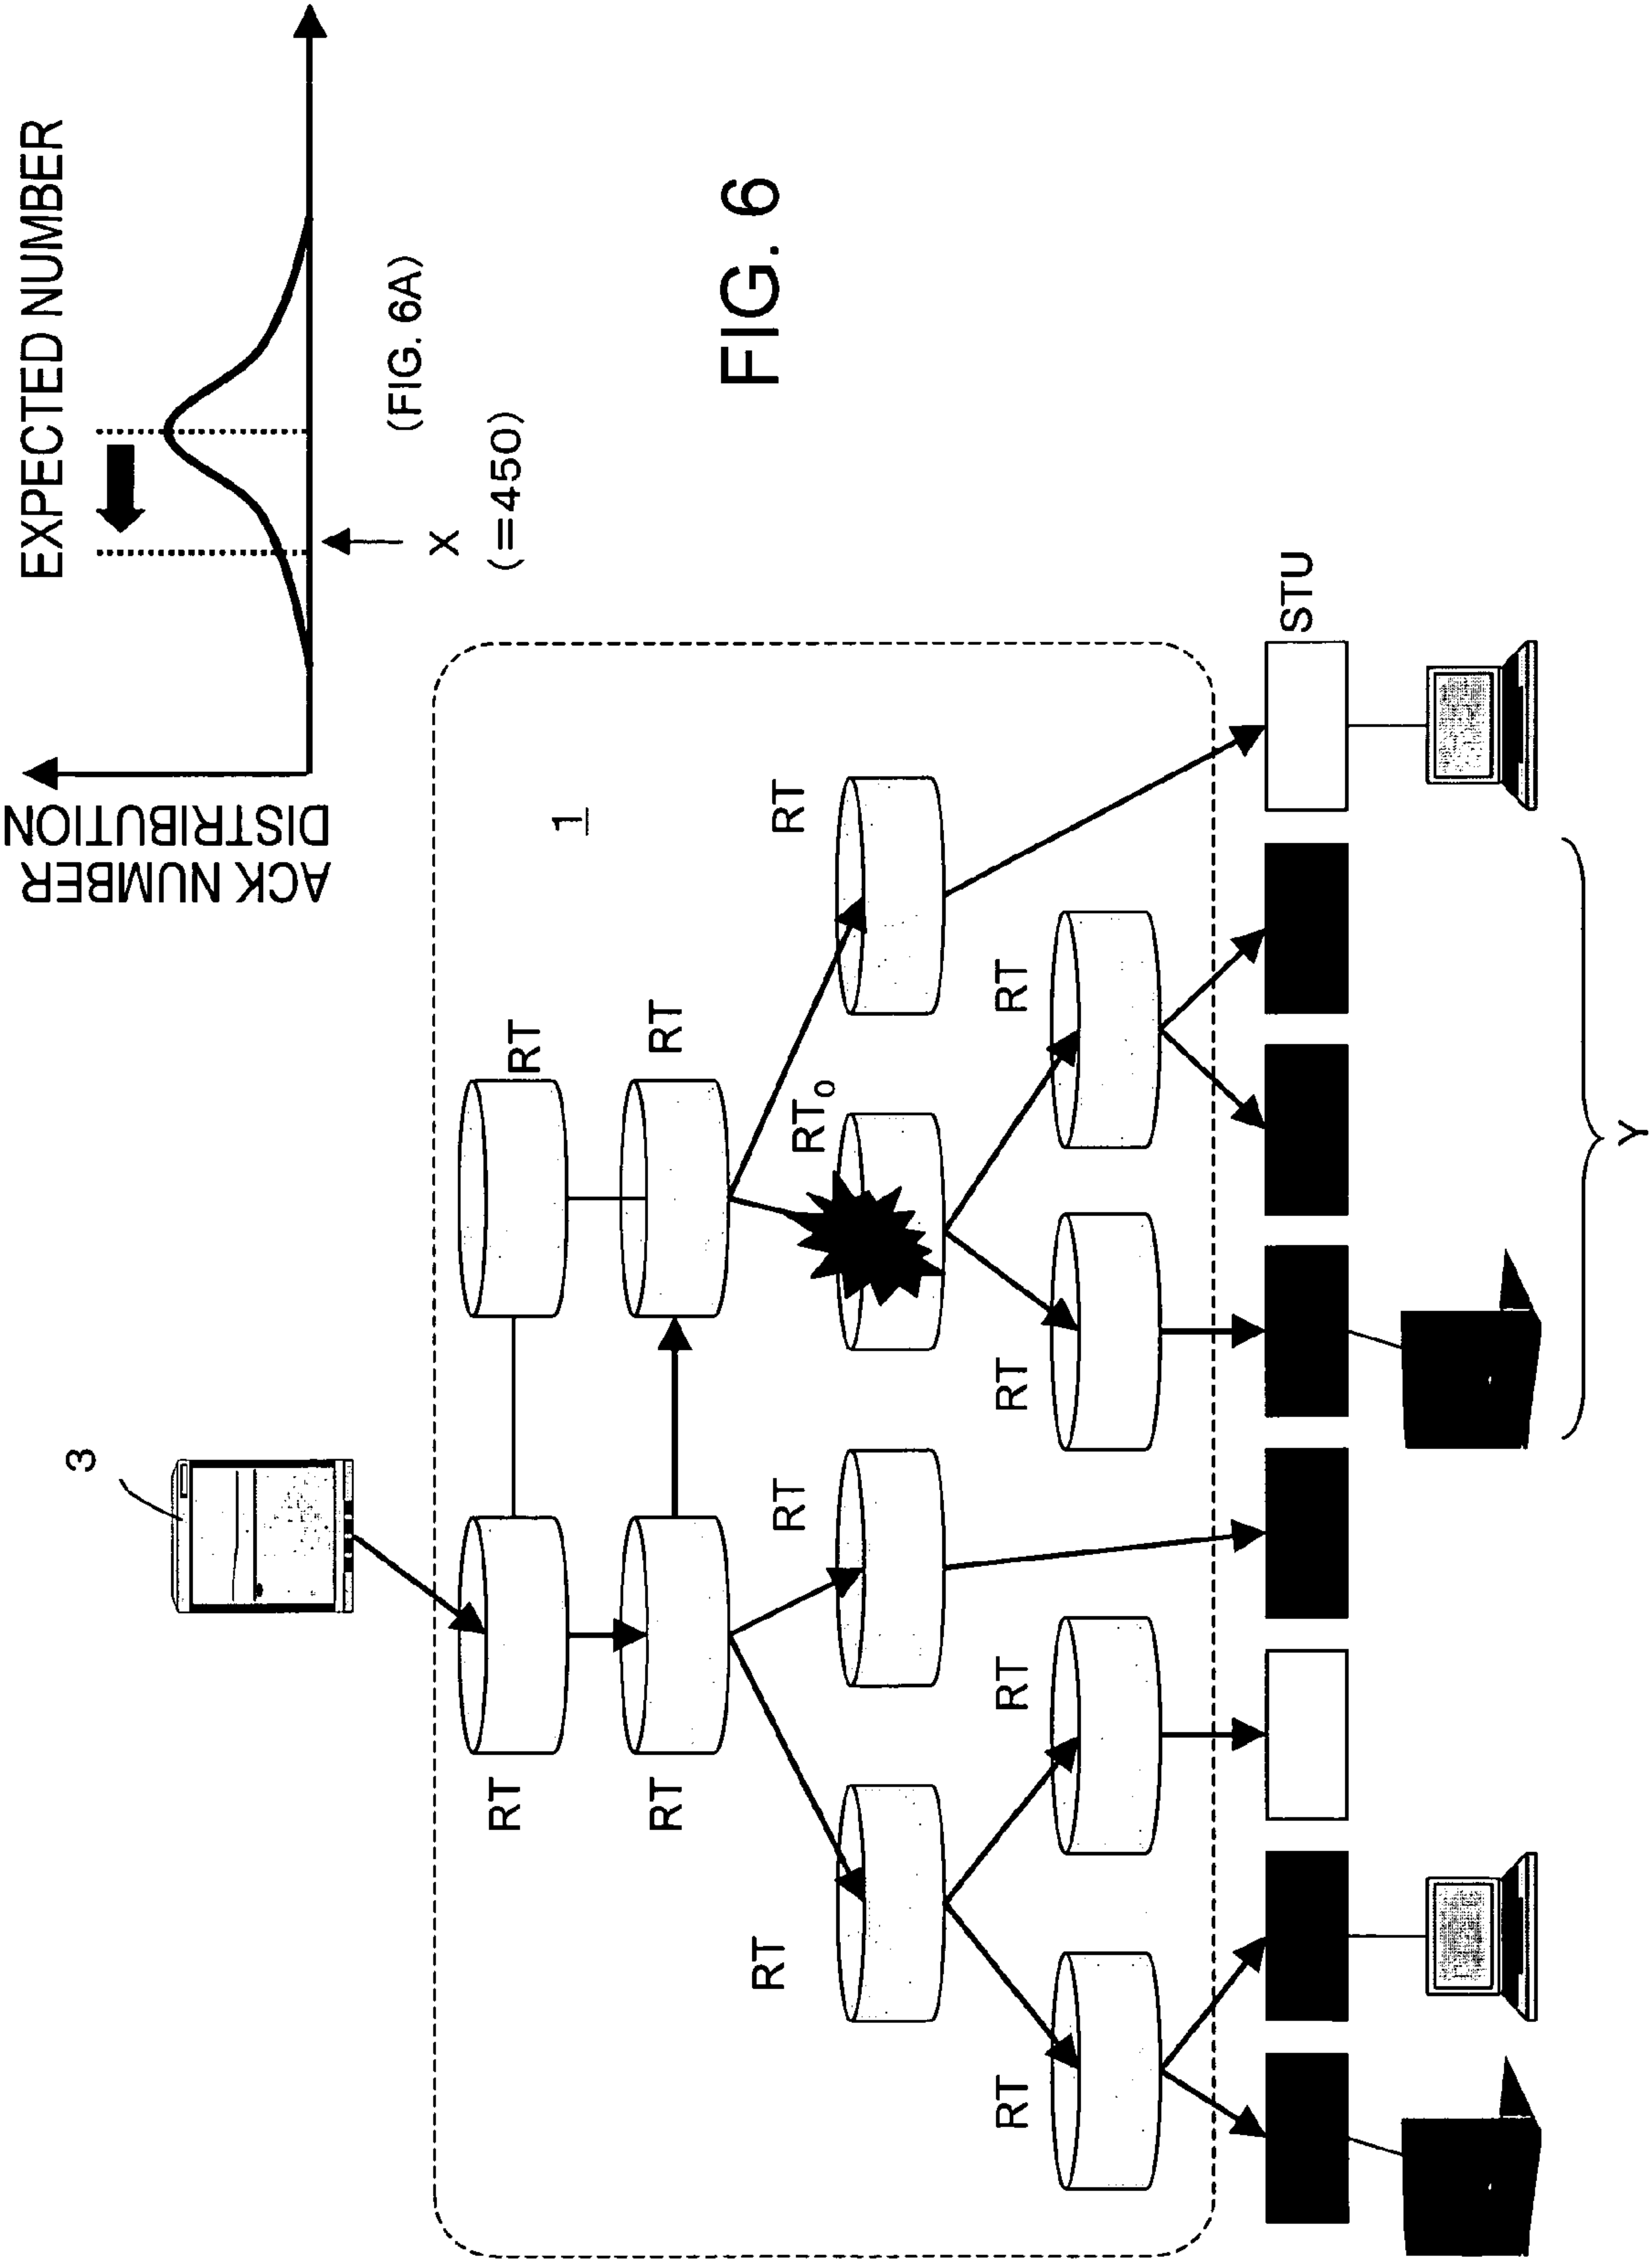 EXPECTED NUMBER
ACK NUMBER
DISTRIBUTION
3
(FIG. 6A)
X
(=450)
FIG. 6
1
RT
RT
RT
RT
RT
RT
RT₀
RT
RT
RT
RT
RT
STU
Y